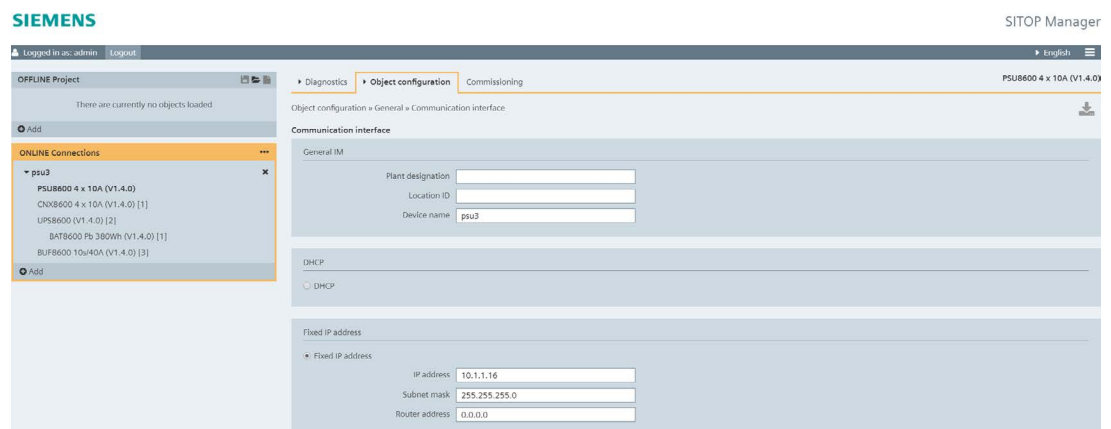 SIEMENS
SITOP Manager
Logged in as: admin Logout
English
OFFLINE Project
There are currently no objects loaded
Add
ONLINE Connections
psu3
PSU8600 4 x 10A (V1.4.0)
CNX8600 4 x 10A (V1.4.0) [1]
UPS8600 (V1.4.0) [2]
BAT8600 Pb 380Wh (V1.4.0) [1]
BUF8600 10s/40A (V1.4.0) [3]
Add
Diagnostics Object configuration Commissioning
PSU8600 4 x 10A (V1.4.0)
Object configuration » General » Communication interface
Communication interface
General IM
Plant designation
Location ID
Device name psu3
DHCP
DHCP
Fixed IP address
Fixed IP address
IP address 10.1.1.16
Subnet mask 255.255.255.0
Router address 0.0.0.0